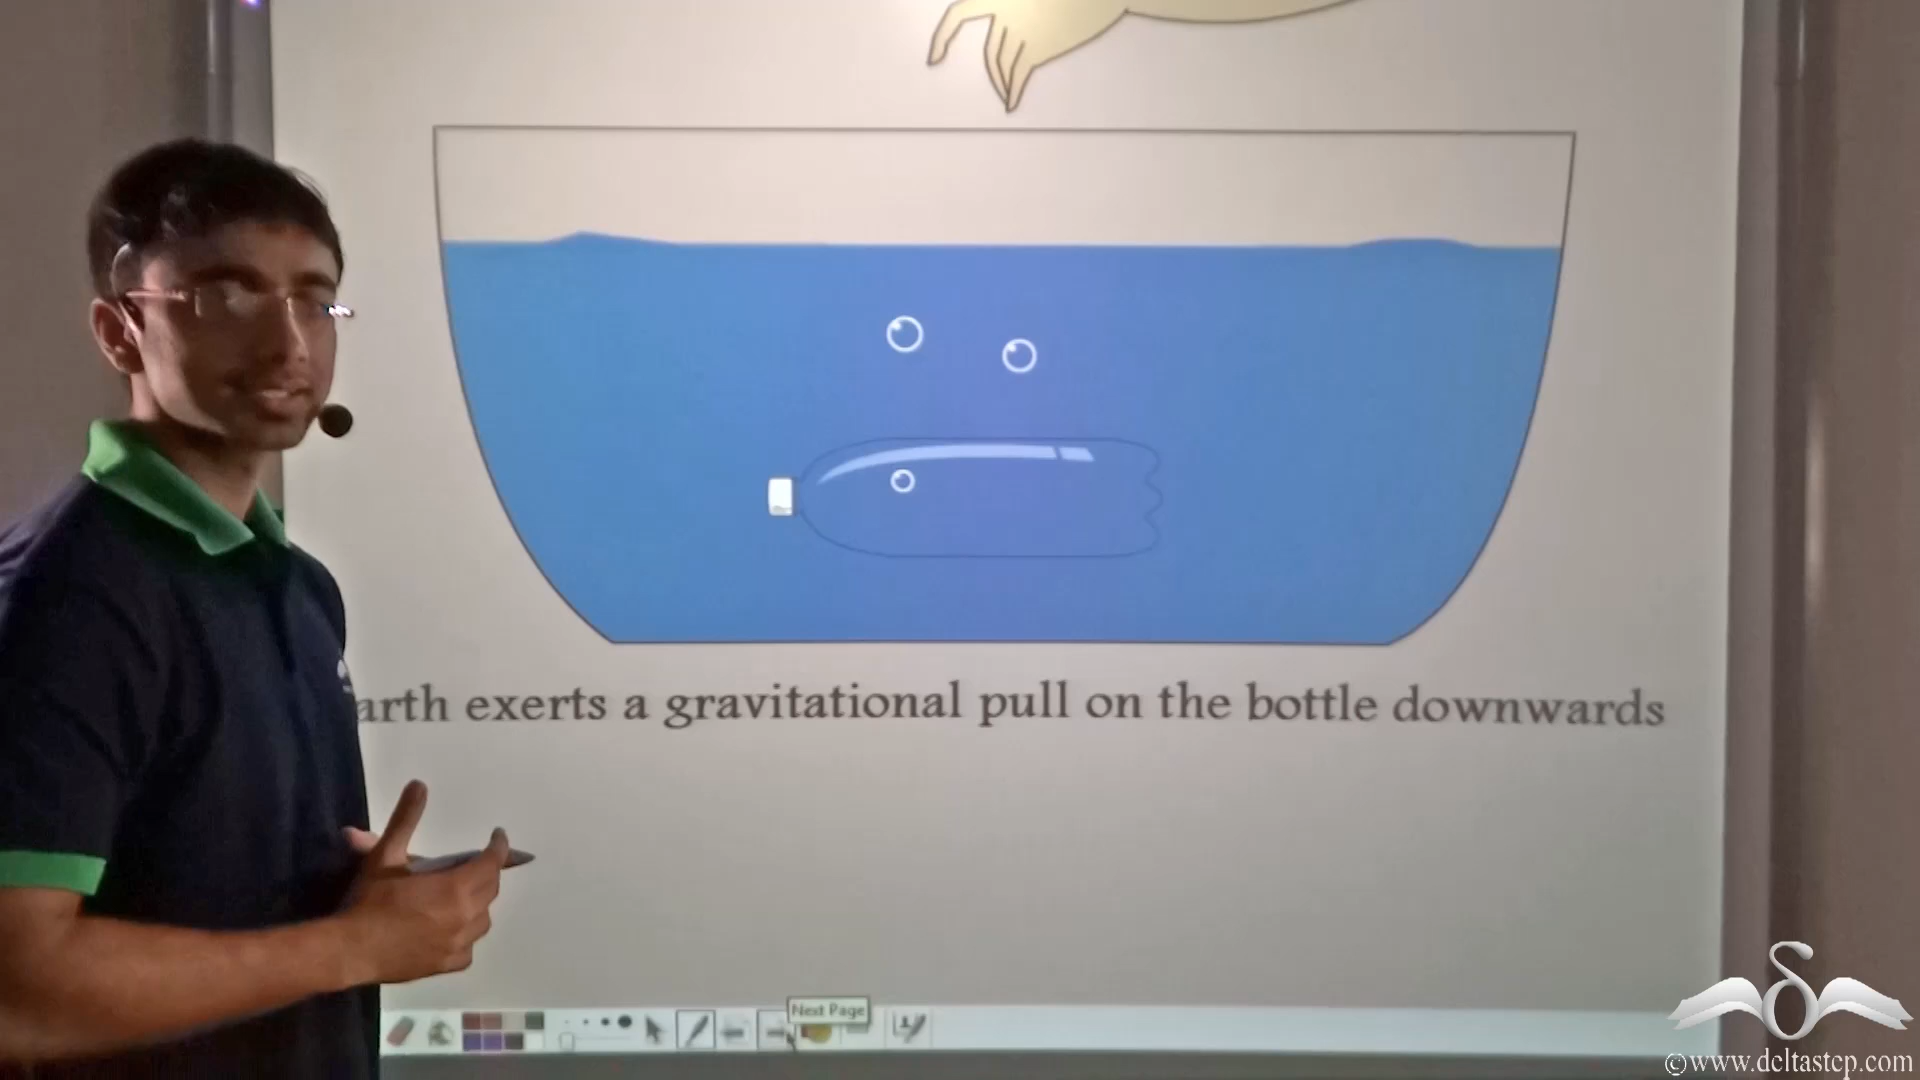 arth exerts a gravitational pull on the bottle downwards
Next Page
©www.deltastep.com